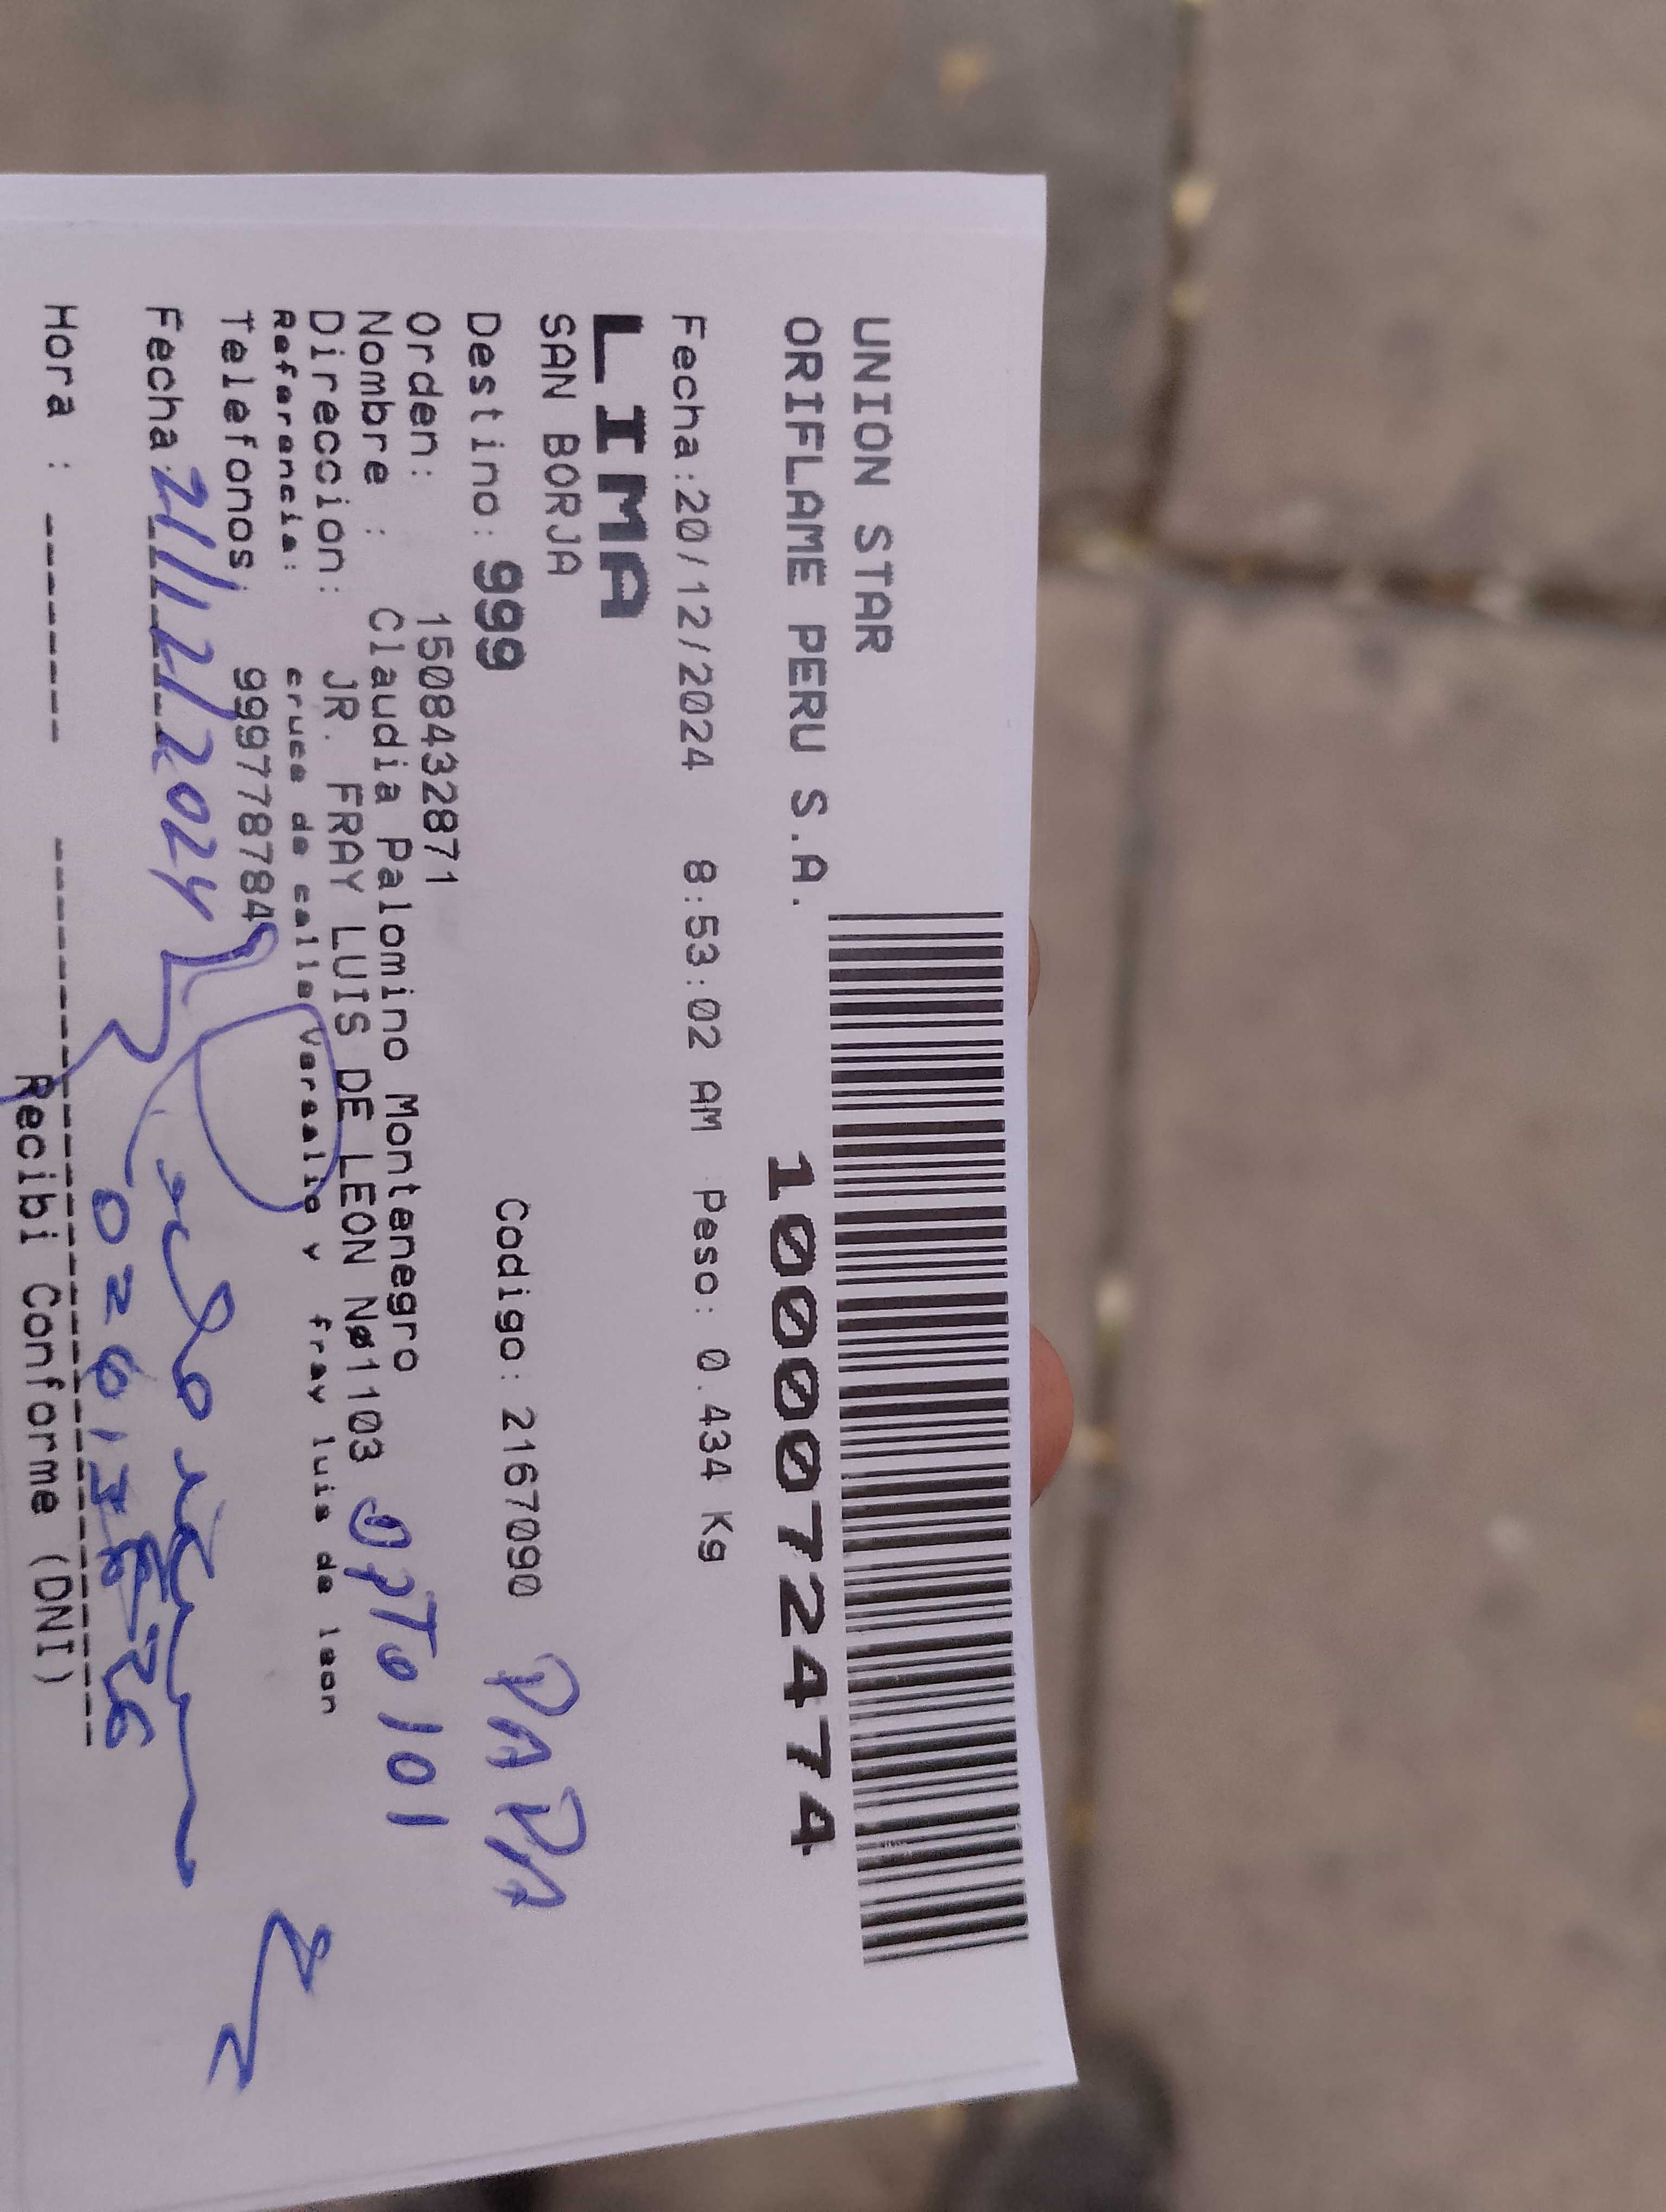 UNION STAR
ORIFLAME PERU S.A.
1000072474
Fecha:20/12/2024 8:53:02 AM Peso: 0.434 Kg
LIMA
SAN BORJA
Destino: 999 Codigo: 2167090 PAPA
Orden: 1508432871
Nombre : Claudia Palomino Montenegro
Direccion: JR. FRAY LUIS DE LEON Nø1103 DPTO 101
Referencia: cruce de calle Versalio y fray luis de leon
Telefonos: 999778784
Fecha: 21/12/2024
Hora : -------
Recibi Conforme (DNI)